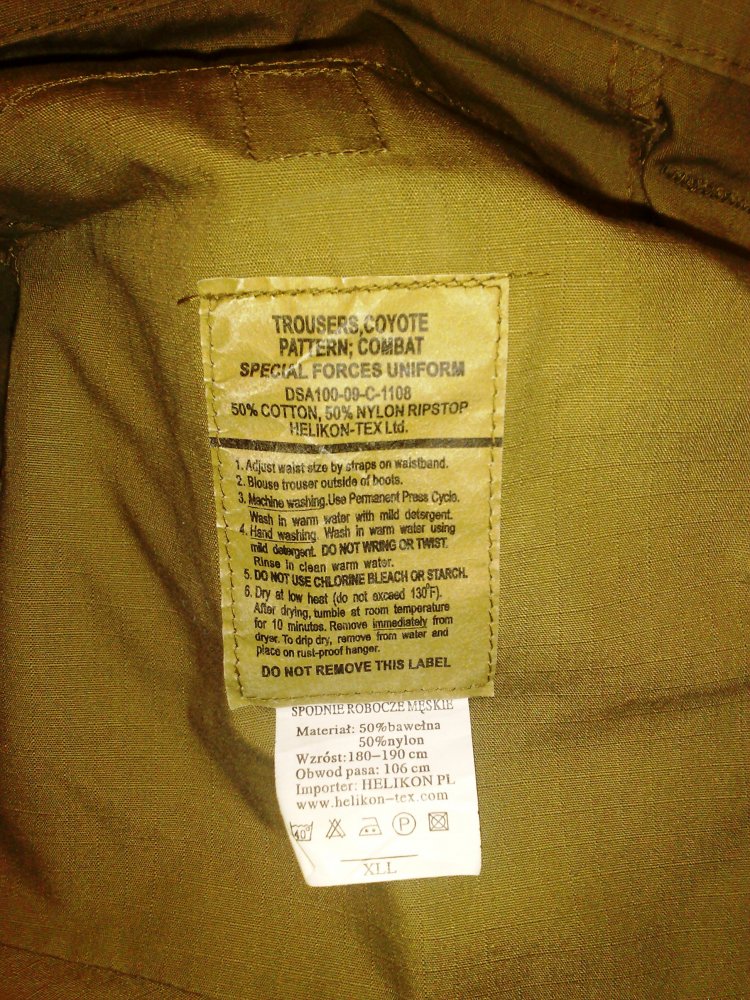 TROUSERS,COYOTE
PATTERN; COMBAT
SPECIAL FORCES UNIFORM
DSA100-09-C-1108
50% COTTON, 50% NYLON RIPSTOP
HELIKON-TEX Ltd.
1. Adjust waist size by straps on waistband.
2. Blouse trouser outside of boots.
3. Machine washing. Use Permanent Press Cycle.
Wash in warm water with mild detergent.
4. Hand washing. Wash in warm water using
mild detergent. DO NOT WRING OR TWIST.
Rinse in clean warm water.
5. DO NOT USE CHLORINE BLEACH OR STARCH.
6. Dry at low heat (do not exceed 130°F).
After drying, tumble at room temperature
for 10 minutes. Remove immediately from
dryer. To drip dry, remove from water and
place on rust-proof hanger.
DO NOT REMOVE THIS LABEL
SPODNIE ROBOCZE MĘSKIE
Materiał: 50%bawełna
50%nylon
Wzróst: 180-190 cm
Obwod pasa: 106 cm
Importer: HELIKON PL
www.helikon-tex.com
40° P
XLL